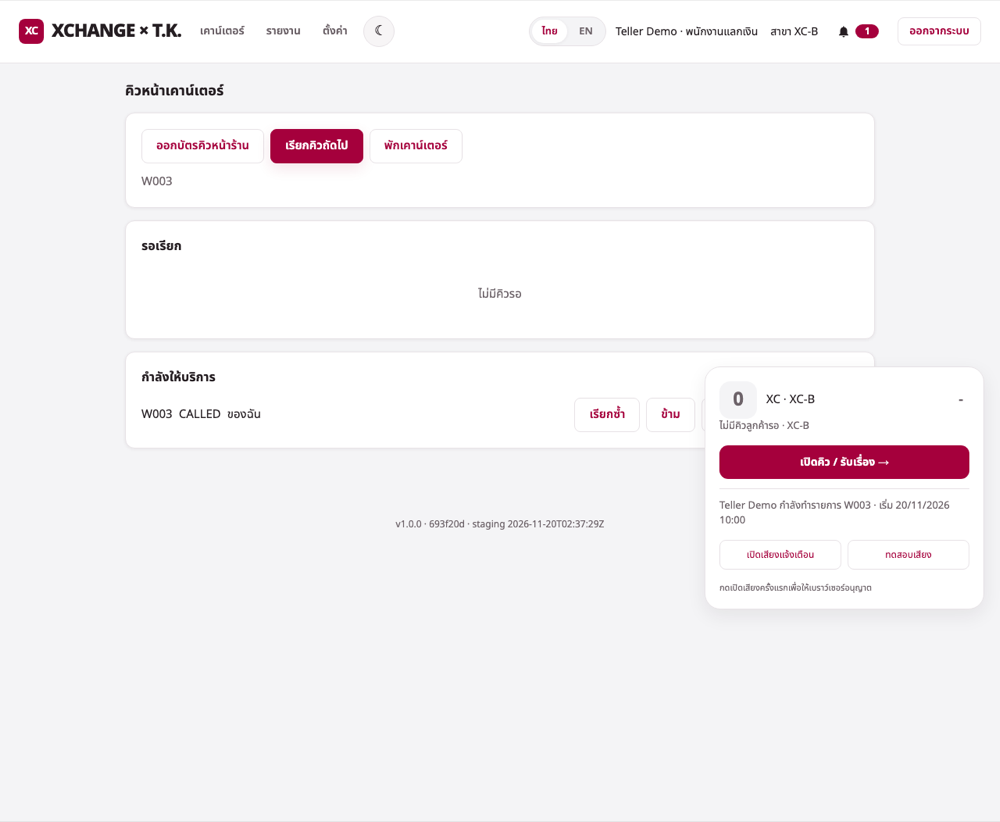 XC XCHANGE × T.K. เคาน์เตอร์ รายงาน ตั้งค่า ไทย EN Teller Demo · พนักงานแลกเงิน สาขา XC-B 1 ออกจากระบบ
คิวหน้าเคาน์เตอร์
ออกบัตรคิวหน้าร้าน เรียกคิวถัดไป พักเคาน์เตอร์
W003
รอเรียก
ไม่มีคิวรอ
กำลังให้บริการ
W003 CALLED ของฉัน เรียกซ้ำ ข้าม
0 XC · XC-B -
ไม่มีคิวลูกค้ารอ · XC-B
เปิดคิว / รับเรื่อง →
Teller Demo กำลังทำรายการ W003 · เริ่ม 20/11/2026
10:00
เปิดเสียงแจ้งเตือน ทดสอบเสียง
กดเปิดเสียงครั้งแรกเพื่อให้เบราว์เซอร์อนุญาต
v1.0.0 · 693f20d · staging 2026-11-20T02:37:29Z